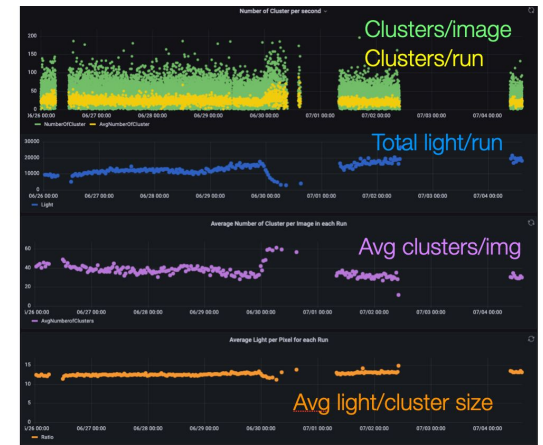 Number of Cluster per second
Clusters/image
Clusters/run
200
150
100
50
0
06/26 00:00 06/27 00:00 06/28 00:00 06/29 00:00 06/30 00:00 07/01 00:00 07/02 00:00 07/03 00:00 07/04 00:00
NumberOfCluster AvgNumberOfCluster
Total light/run
30000
20000
10000
0
06/26 00:00 06/27 00:00 06/28 00:00 06/29 00:00 06/30 00:00 07/01 00:00 07/02 00:00 07/03 00:00 07/04 00:00
Light
Average Number of Cluster per Image in each Run
Avg clusters/img
60
40
20
0
/26 00:00 06/27 00:00 06/28 00:00 06/29 00:00 06/30 00:00 07/01 00:00 07/02 00:00 07/03 00:00 07/04 00:00
AvgNumberofClusters
Average Light per Pixel for each Run
15
10
5
0
Avg light/cluster size
/26 00:00 06/27 00:00 06/28 00:00 06/29 00:00 06/30 00:00 07/01 00:00 07/02 00:00 07/03 00:00 07/04 00:00
Ratio